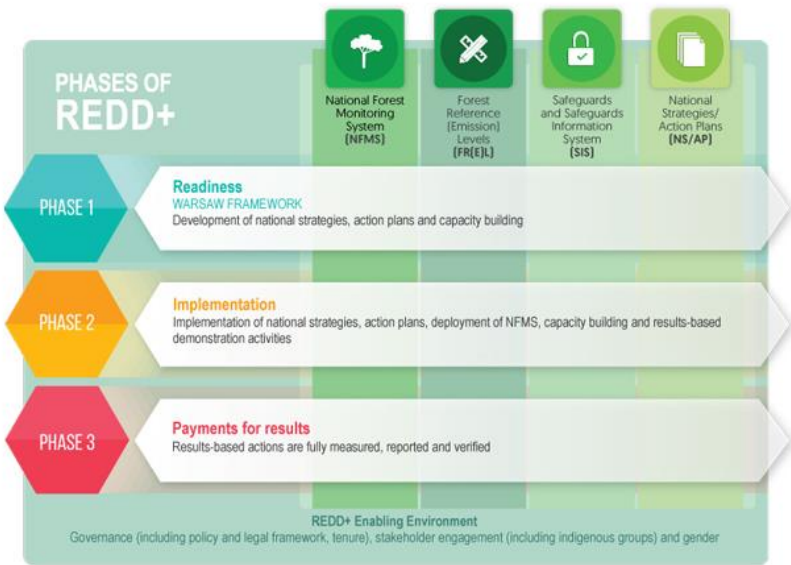 PHASES OF
REDD+
National Forest
Monitoring
System
(NFMS)
Forest
Reference
(Emission)
Levels
(FR(E)L)
Safeguards
and Safeguards
Information
System
(SIS)
National
Strategies/
Action Plans
(NS/AP)
PHASE 1
Readiness
WARSAW FRAMEWORK
Development of national strategies, action plans and capacity building
PHASE 2
Implementation
Implementation of national strategies, action plans, deployment of NFMS, capacity building and results-based
demonstration activities
PHASE 3
Payments for results
Results-based actions are fully measured, reported and verified
REDD+ Enabling Environment
Governance (including policy and legal framework, tenure), stakeholder engagement (including indigenous groups) and gender